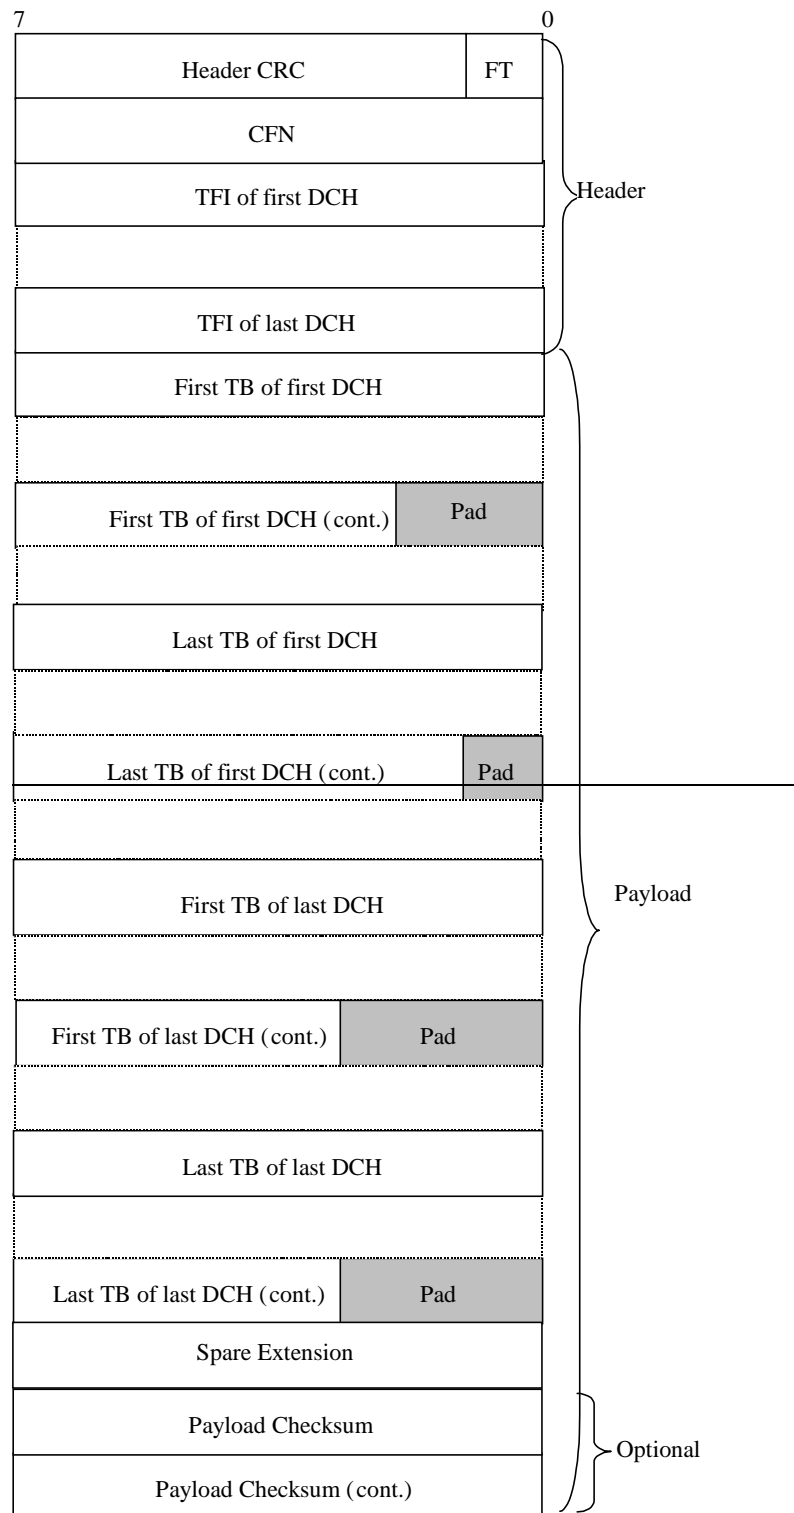 7 0
Header CRC FT
CFN
TFI of first DCH
Header
TFI of last DCH
First TB of first DCH
First TB of first DCH (cont.) Pad
Last TB of first DCH
Last TB of first DCH (cont.) Pad
First TB of last DCH
Payload
First TB of last DCH (cont.) Pad
Last TB of last DCH
Last TB of last DCH (cont.) Pad
Spare Extension
Payload Checksum
Optional
Payload Checksum (cont.)